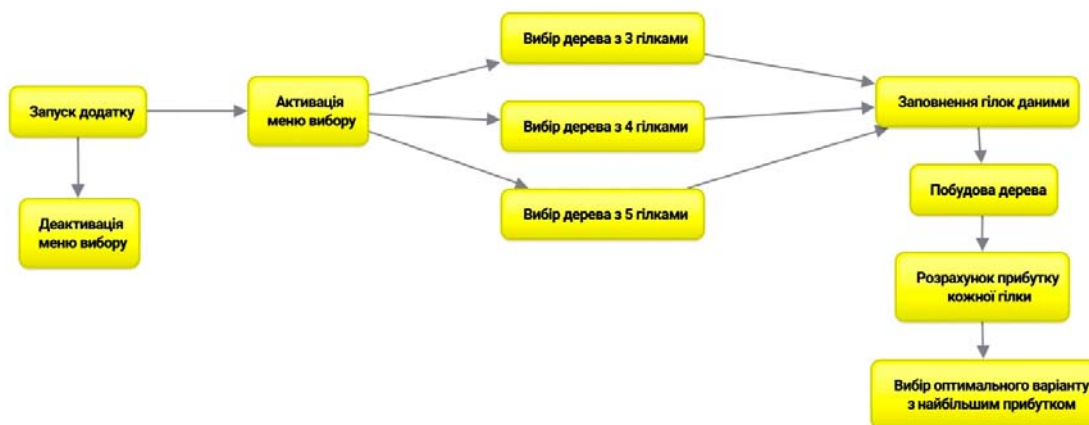 Запуск додатку
Деактивація
меню вибору
Активація
меню вибору
Вибір дерева з 3 гілками
Вибір дерева з 4 гілками
Вибір дерева з 5 гілками
Заповнення гілок даними
Побудова дерева
Розрахунок прибутку
кожної гілки
Вибір оптимального варіанту
з найбільшим прибутком